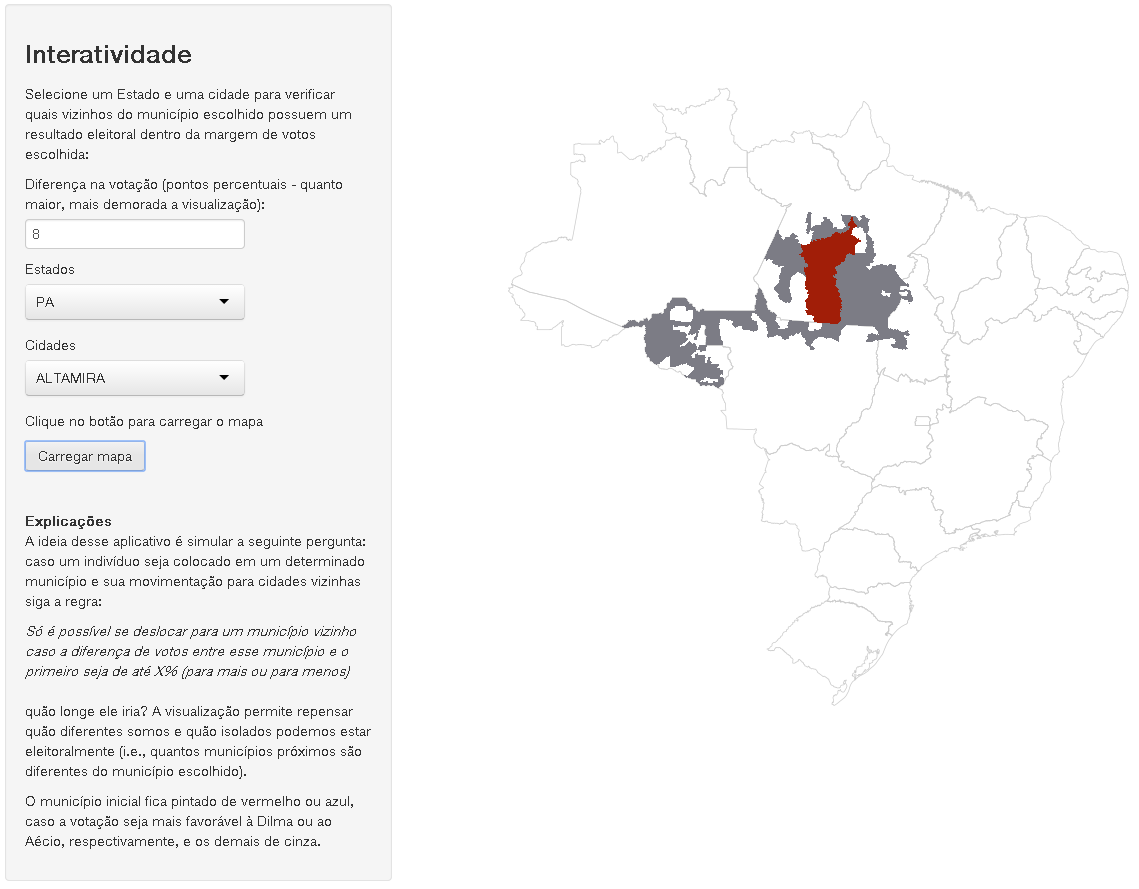 Interatividade
Selecione um Estado e uma cidade para verificar
quais vizinhos do município escolhido possuem um
resultado eleitoral dentro da margem de votos
escolhida:
Diferença na votação (pontos percentuais - quanto
maior, mais demorada a visualização):
8
Estados
PA
Cidades
ALTAMIRA
Clique no botão para carregar o mapa
Carregar mapa
Explicações
A ideia desse aplicativo é simular a seguinte pergunta:
caso um indivíduo seja colocado em um determinado
município e sua movimentação para cidades vizinhas
siga a regra:
Só é possível se deslocar para um município vizinho
caso a diferença de votos entre esse município e o
primeiro seja de até X% (para mais ou para menos)
quão longe ele iria? A visualização permite repensar
quão diferentes somos e quão isolados podemos estar
eleitoralmente (i.e., quantos municípios próximos são
diferentes do município escolhido).
O município inicial fica pintado de vermelho ou azul,
caso a votação seja mais favorável à Dilma ou ao
Aécio, respectivamente, e os demais de cinza.